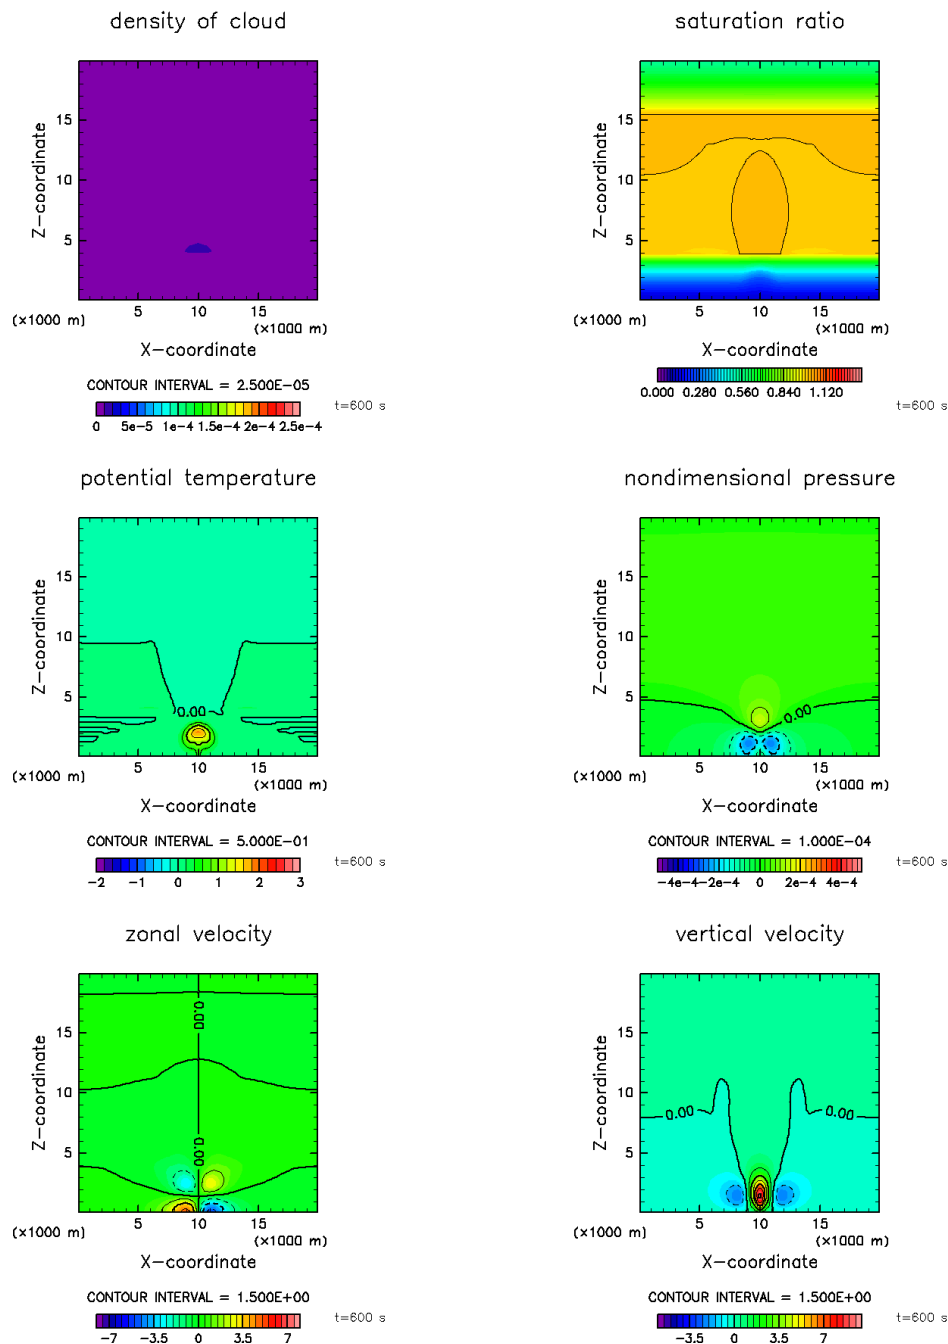 density of cloud
saturation ratio
Z-coordinate
15
10
5
5
10
15
(×1000 m)
(×1000 m)
X-coordinate
CONTOUR INTERVAL = 2.500E-05
0 5e-5 1e-4 1.5e-4 2e-4 2.5e-4
t=600 s
Z-coordinate
15
10
5
5
10
15
(×1000 m)
(×1000 m)
X-coordinate
0.000 0.280 0.560 0.840 1.120
t=600 s
potential temperature
nondimensional pressure
Z-coordinate
15
10
5
0.00
5
10
15
(×1000 m)
(×1000 m)
X-coordinate
CONTOUR INTERVAL = 5.000E-01
-2 -1 0 1 2 3
t=600 s
Z-coordinate
15
10
5
0.00
5
10
15
(×1000 m)
(×1000 m)
X-coordinate
CONTOUR INTERVAL = 1.000E-04
-4e-4 -2e-4 0 2e-4 4e-4
t=600 s
zonal velocity
vertical velocity
Z-coordinate
15
10
5
0.00
0.00
5
10
15
(×1000 m)
(×1000 m)
X-coordinate
CONTOUR INTERVAL = 1.500E+00
-7 -3.5 0 3.5 7
t=600 s
Z-coordinate
15
10
5
0.00
0.00
5
10
15
(×1000 m)
(×1000 m)
X-coordinate
CONTOUR INTERVAL = 1.500E+00
-3.5 0 3.5 7
t=600 s